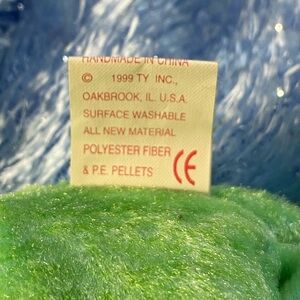 HANDMADE IN CHINA
© 1999 TY INC.,
OAKBROOK, IL. U.S.A.
SURFACE WASHABLE
ALL NEW MATERIAL
POLYESTER FIBER
& P.E. PELLETS CE